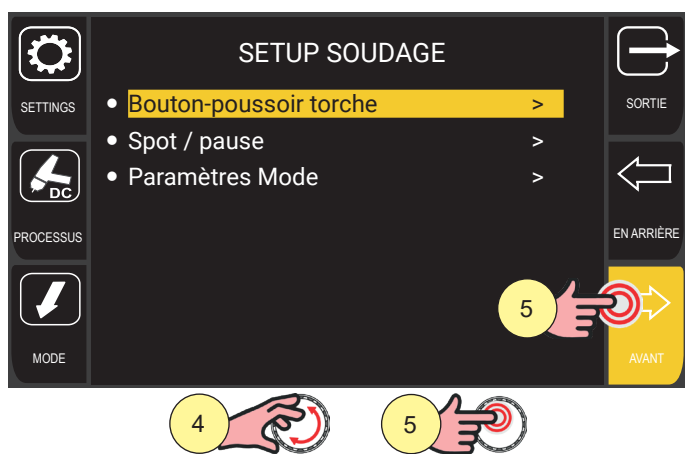 SETUP SOUDAGE
SETTINGS
Bouton-poussoir torche >
SORTIE
Spot / pause >
Paramètres Mode >
DC
PROCESSUS
EN ARRIÈRE
5
MODE
AVANT
4
5